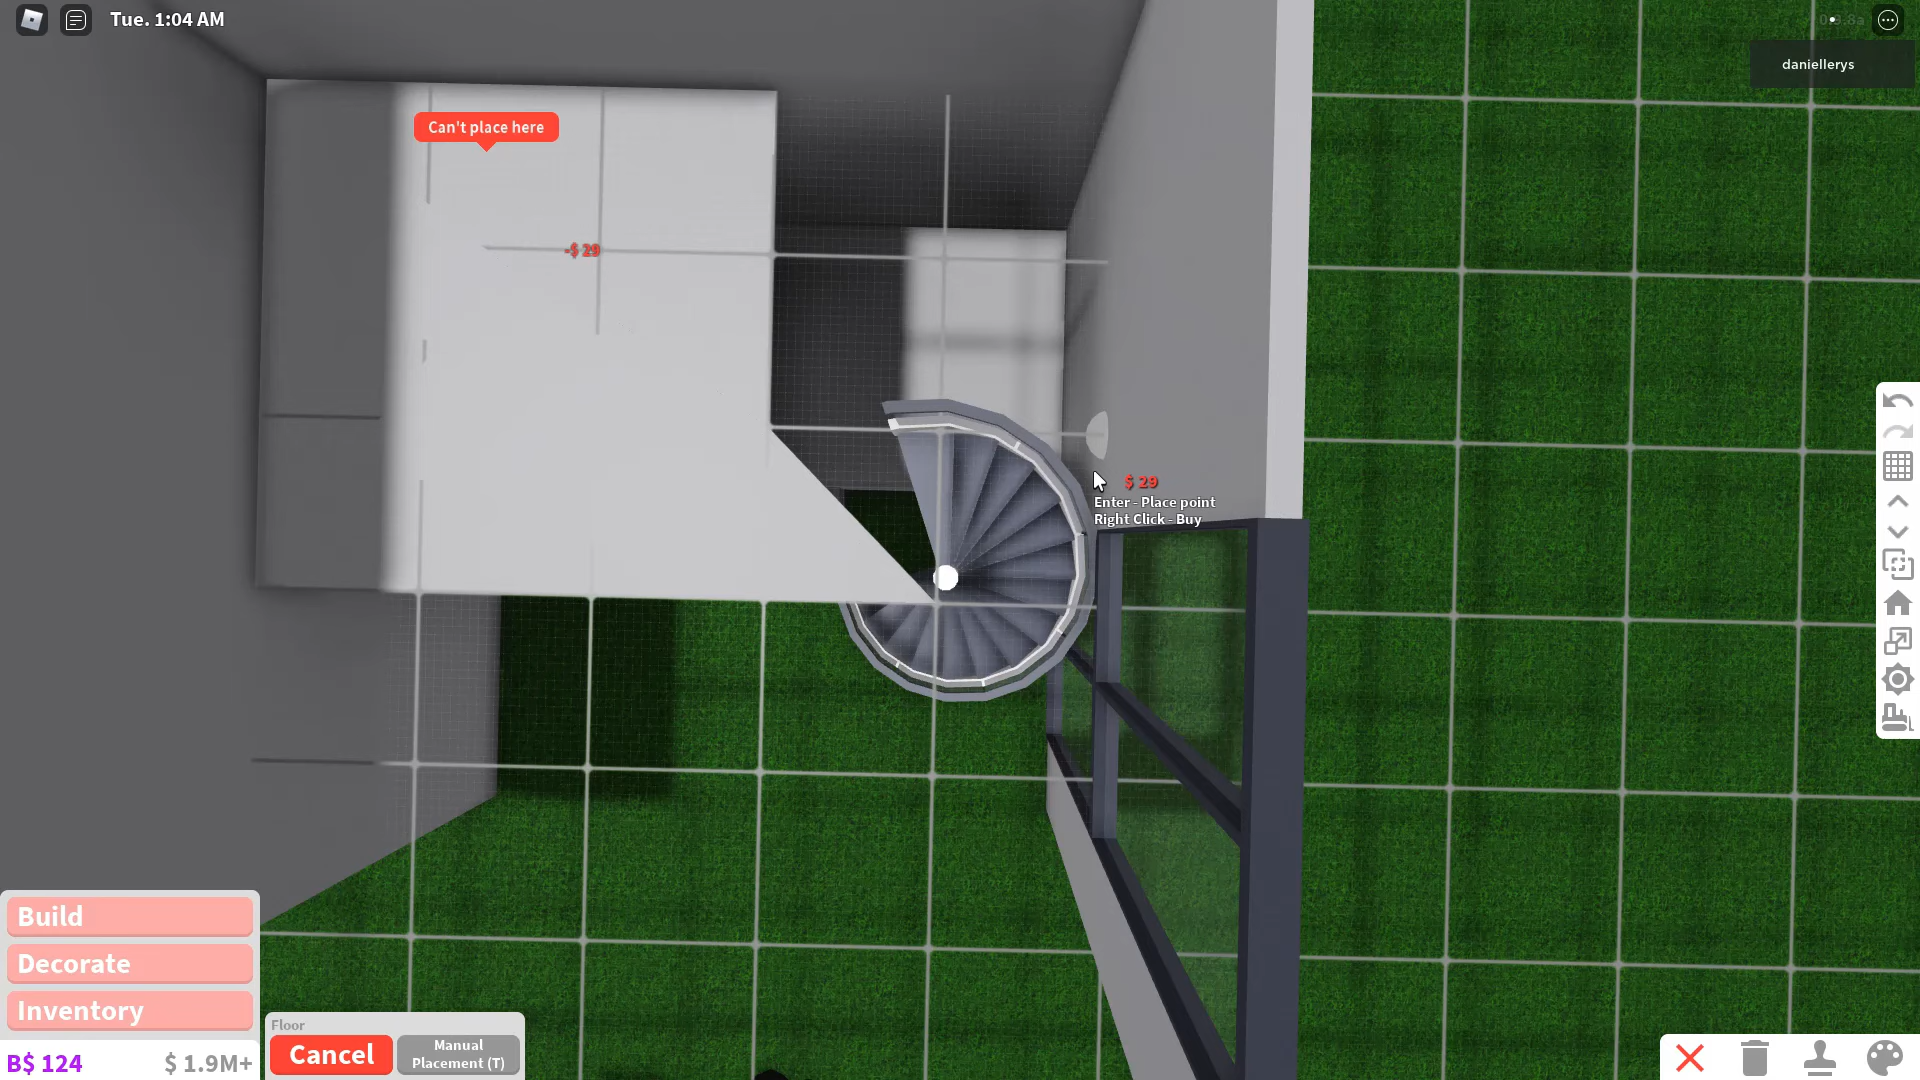 Tue. 1:04 AM
daniellerys
Can't place here
-$ 29
$ 29
Enter - Place point
Right Click - Buy
Build
Decorate
Inventory
B$ 124
$ 1.9M+
Floor
Cancel
Manual
Placement (T)